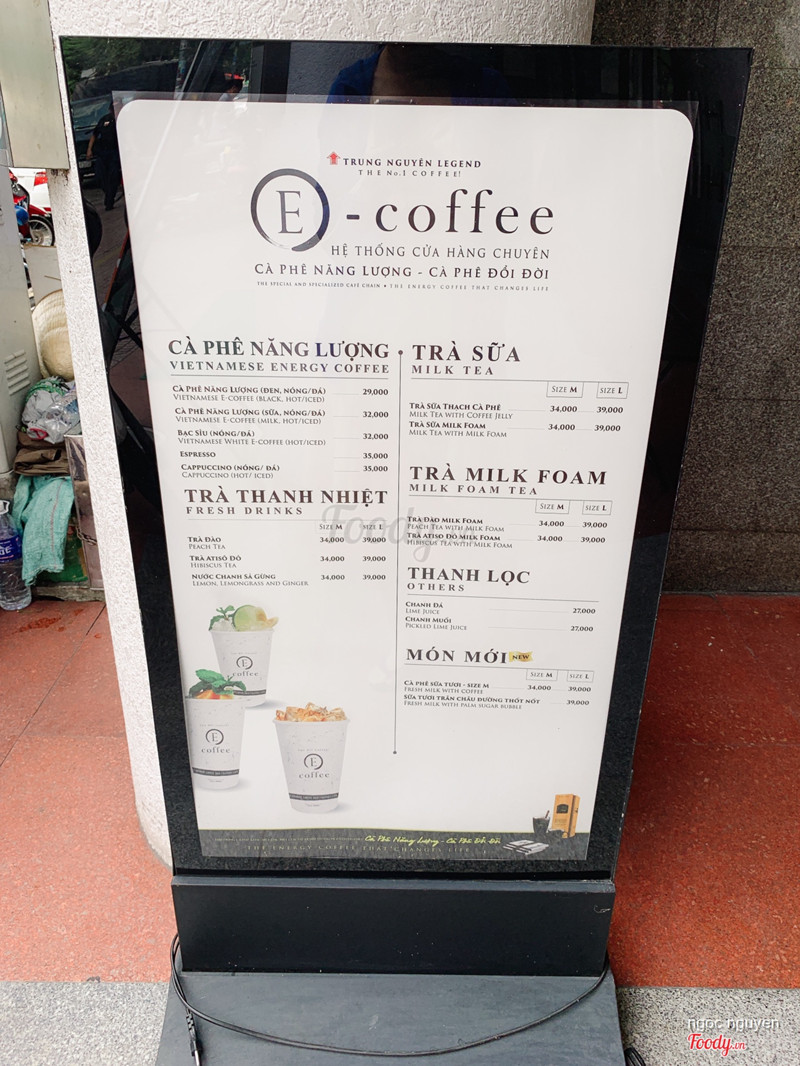 TRUNG NGUYÊN LEGEND
THE No.1 COFFEE!
E - coffee
HỆ THỐNG CỬA HÀNG CHUYÊN
CÀ PHÊ NĂNG LƯỢNG - CÀ PHÊ ĐỔI ĐỜI
THE SPECIAL AND SPECIALIZED CAFÉ CHAIN • THE ENERGY COFFEE THAT CHANGES LIFE
CÀ PHÊ NĂNG LƯỢNG
VIETNAMESE ENERGY COFFEE
CÀ PHÊ NĂNG LƯỢNG (ĐEN, NÓNG/ĐÁ) 29,000
VIETNAMESE E-COFFEE (BLACK, HOT/ICED)
CÀ PHÊ NĂNG LƯỢNG (SỮA, NÓNG/ĐÁ) 32,000
VIETNAMESE E-COFFEE (MILK, HOT/ICED)
BẠC SỈU (NÓNG/ĐÁ) 32,000
VIETNAMESE WHITE E-COFFEE (HOT/ICED)
ESPRESSO 35,000
CAPPUCCINO (NÓNG/ ĐÁ) 35,000
CAPPUCCINO (HOT/ ICED)
TRÀ THANH NHIỆT
FRESH DRINKS
SIZE M SIZE L
TRÀ ĐÀO 34,000 39,000
PEACH TEA
TRÀ ATISÔ ĐỎ 34,000 39,000
HIBISCUS TEA
NƯỚC CHANH SẢ GỪNG 34,000 39,000
LEMON, LEMONGRASS AND GINGER
TRÀ SỮA
MILK TEA
SIZE M SIZE L
TRÀ SỮA THẠCH CÀ PHÊ 34,000 39,000
MILK TEA WITH COFFEE JELLY
TRÀ SỮA MILK FOAM 34,000 39,000
MILK TEA WITH MILK FOAM
TRÀ MILK FOAM
MILK FOAM TEA
SIZE M SIZE L
TRÀ ĐÀO MILK FOAM 34,000 39,000
PEACH TEA WITH MILK FOAM
TRÀ ATISO ĐỎ MILK FOAM 34,000 39,000
HIBISCUS TEA WITH MILK FOAM
THANH LỌC
OTHERS
CHANH ĐÁ 27,000
LIME JUICE
CHANH MUỐI 27,000
PICKLED LIME JUICE
MÓN MỚI NEW
SIZE M SIZE L
CÀ PHÊ SỮA TƯƠI - SIZE M 34,000 39,000
FRESH MILK WITH COFFEE
SỮA TƯƠI TRÂN CHÂU ĐƯỜNG THỐT NỐT 39,000
FRESH MILK WITH PALM SUGAR BUBBLE
Foody
E
coffee
E
coffee
E
coffee
Cà Phê Năng Lượng - Cà Phê Đổi Đời
THE ENERGY COFFEE THAT CHANGES LIFE
ngọc nguyen
Foody.vn